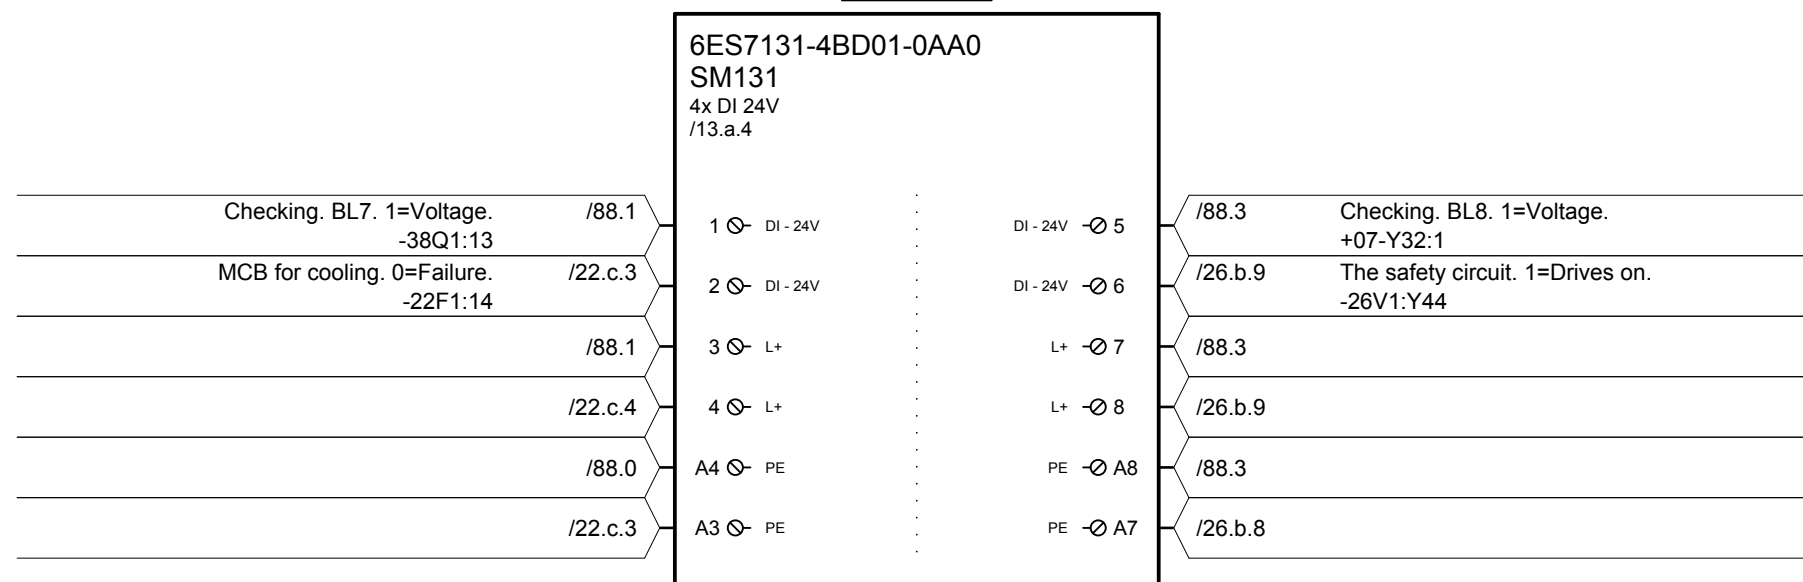 6ES7131-4BD01-0AA0
SM131
4x DI 24V
/13.a.4
Checking. BL7. 1=Voltage. /88.1 1 DI - 24V DI - 24V 5 /88.3 Checking. BL8. 1=Voltage.
-38Q1:13 +07-Y32:1
MCB for cooling. 0=Failure. /22.c.3 2 DI - 24V DI - 24V 6 /26.b.9 The safety circuit. 1=Drives on.
-22F1:14 -26V1:Y44
/88.1 3 L+ L+ 7 /88.3
/22.c.4 4 L+ L+ 8 /26.b.9
/88.0 A4 PE PE A8 /88.3
/22.c.3 A3 PE PE A7 /26.b.8